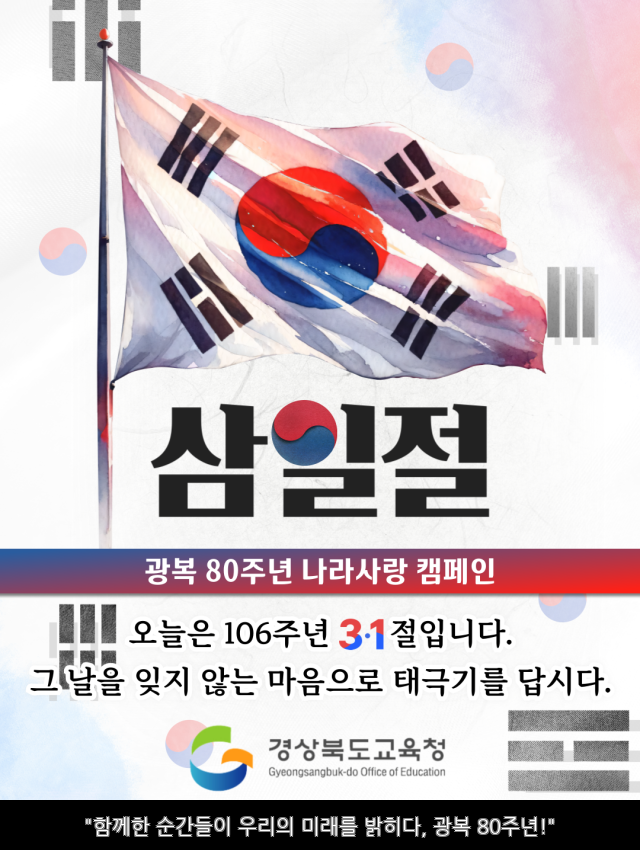 삼일절
광복 80주년 나라사랑 캠페인
오늘은 106주년 3·1절입니다.
그 날을 잊지 않는 마음으로 태극기를 답시다.
경상북도교육청
Gyeongsangbuk-do Office of Education
"함께한 순간들이 우리의 미래를 밝히다, 광복 80주년!"